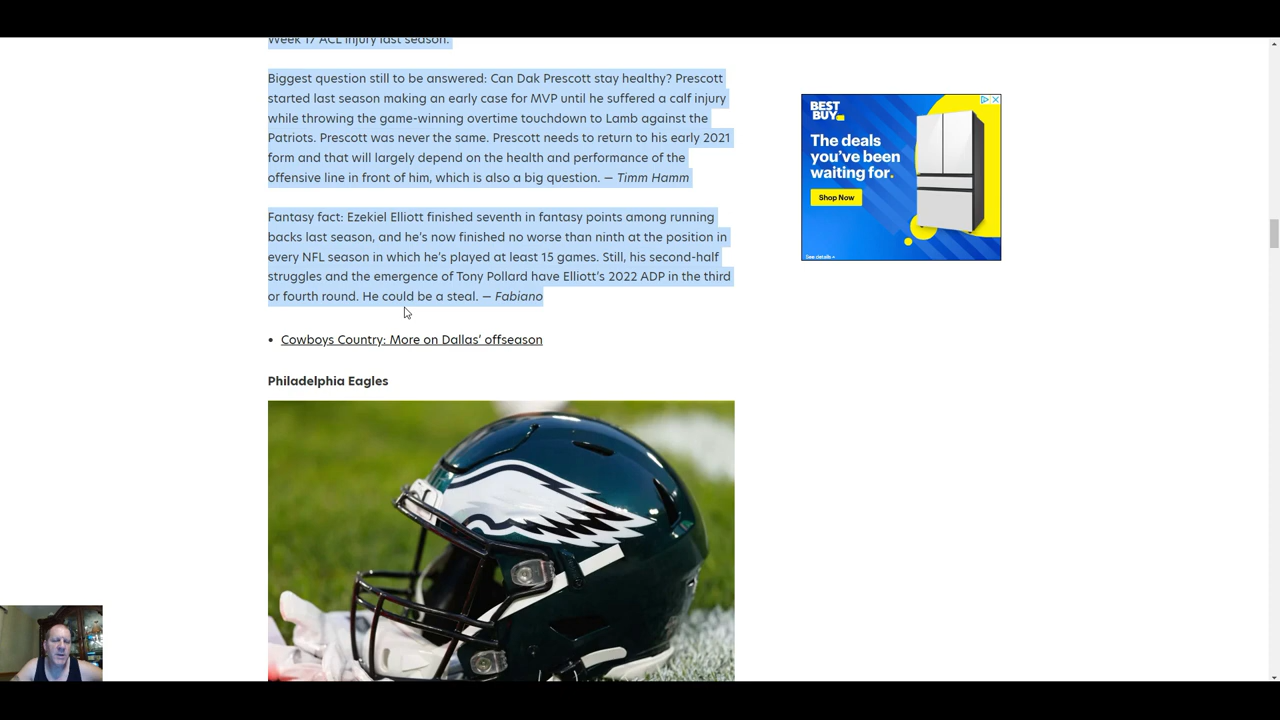 Week 17 ACL injury last season.
Biggest question still to be answered: Can Dak Prescott stay healthy? Prescott
started last season making an early case for MVP until he suffered a calf injury
while throwing the game-winning overtime touchdown to Lamb against the
Patriots. Prescott was never the same. Prescott needs to return to his early 2021
form and that will largely depend on the health and performance of the
offensive line in front of him, which is also a big question. — Timm Hamm
Fantasy fact: Ezekiel Elliott finished seventh in fantasy points among running
backs last season, and he’s now finished no worse than ninth at the position in
every NFL season in which he’s played at least 15 games. Still, his second-half
struggles and the emergence of Tony Pollard have Elliott’s 2022 ADP in the third
or fourth round. He could be a steal. — Fabiano
• Cowboys Country: More on Dallas’ offseason
Philadelphia Eagles
BEST
BUY
The deals
you’ve been
waiting for.
Shop Now
See details »